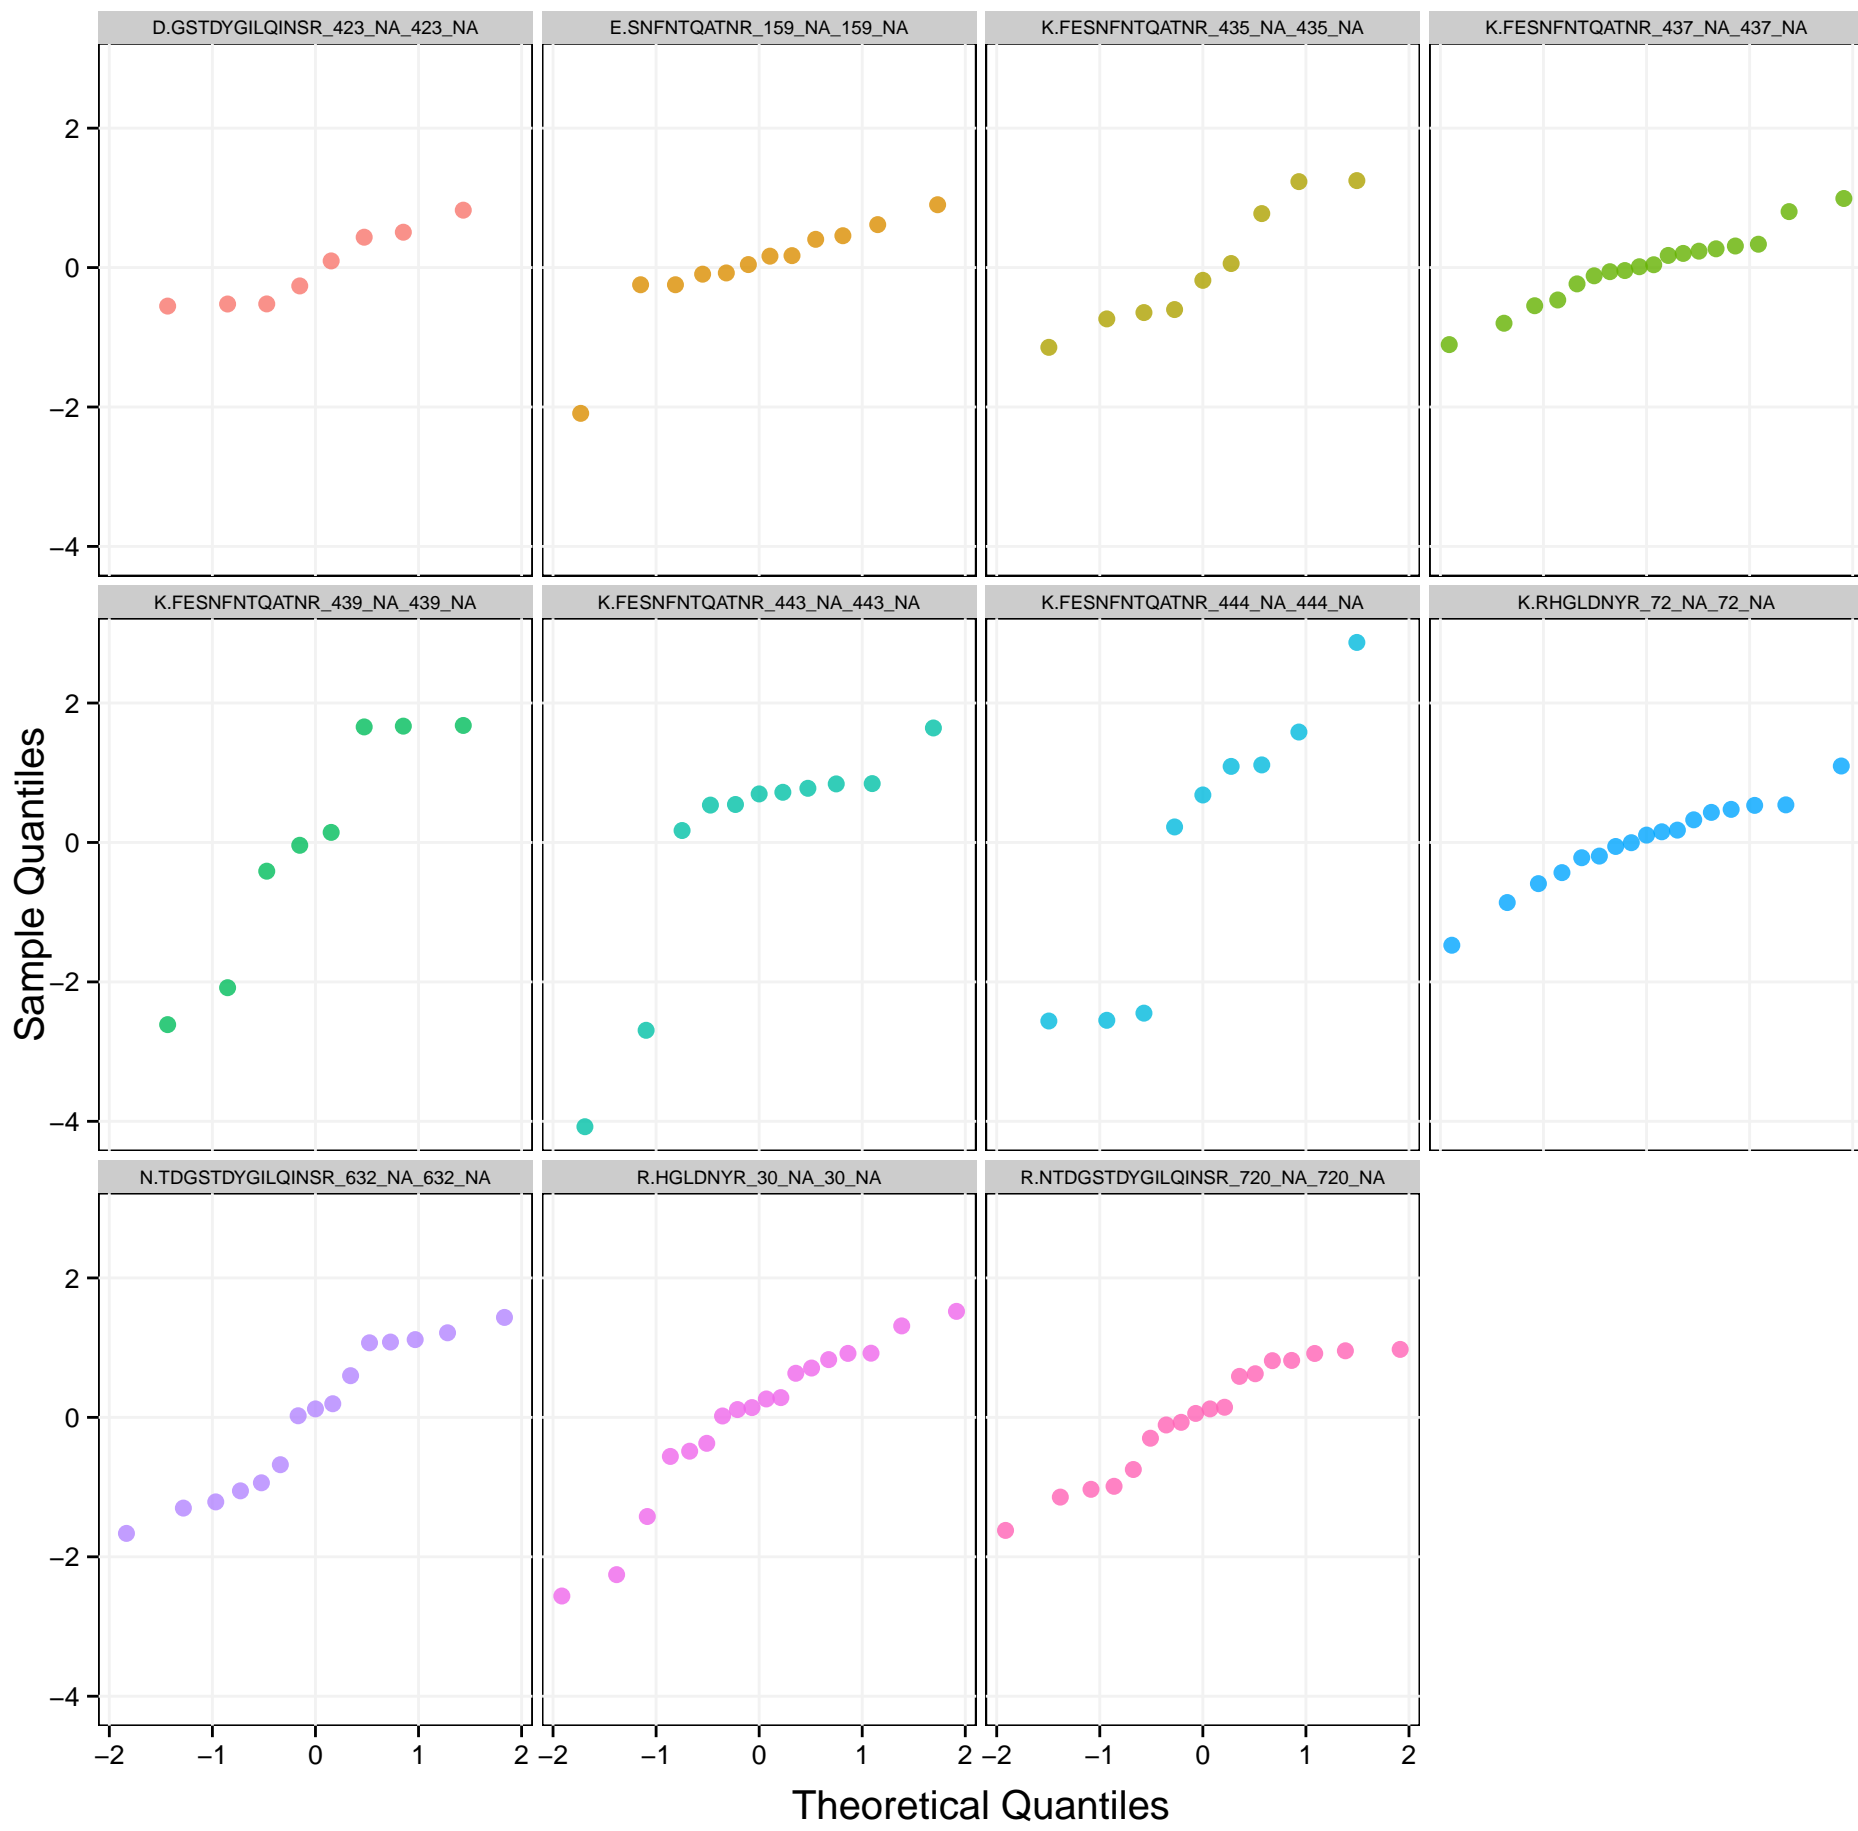 D.GSTDYGILQINSR_423_NA_423_NA
E.SNFNTQATNR_159_NA_159_NA
K.FESNFNTQATNR_435_NA_435_NA
K.FESNFNTQATNR_437_NA_437_NA
2
0
−2
−4
K.FESNFNTQATNR_439_NA_439_NA
K.FESNFNTQATNR_443_NA_443_NA
K.FESNFNTQATNR_444_NA_444_NA
K.RHGLDNYR_72_NA_72_NA
2
0
−2
−4
Sample Quantiles
N.TDGSTDYGILQINSR_632_NA_632_NA
R.HGLDNYR_30_NA_30_NA
R.NTDGSTDYGILQINSR_720_NA_720_NA
2
0
−2
−4
−2 −1 0 1 2
−2 −1 0 1 2
−2 −1 0 1 2
Theoretical Quantiles